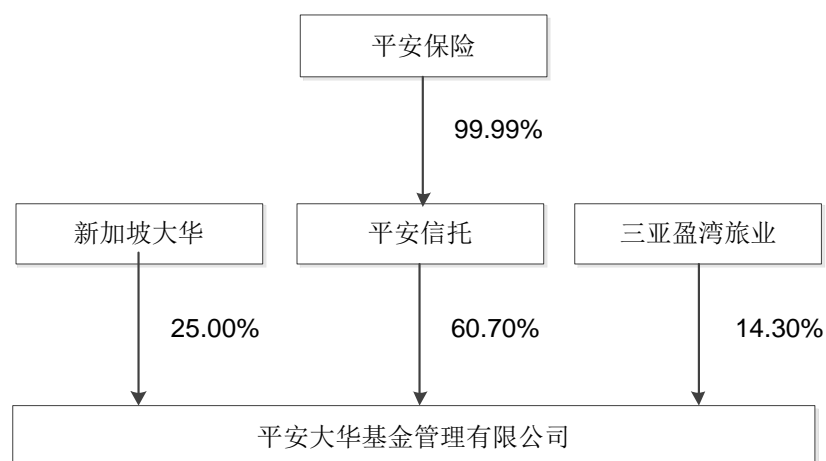 平安保险
99.99%
新加坡大华
平安信托
三亚盈湾旅业
25.00%
60.70%
14.30%
平安大华基金管理有限公司